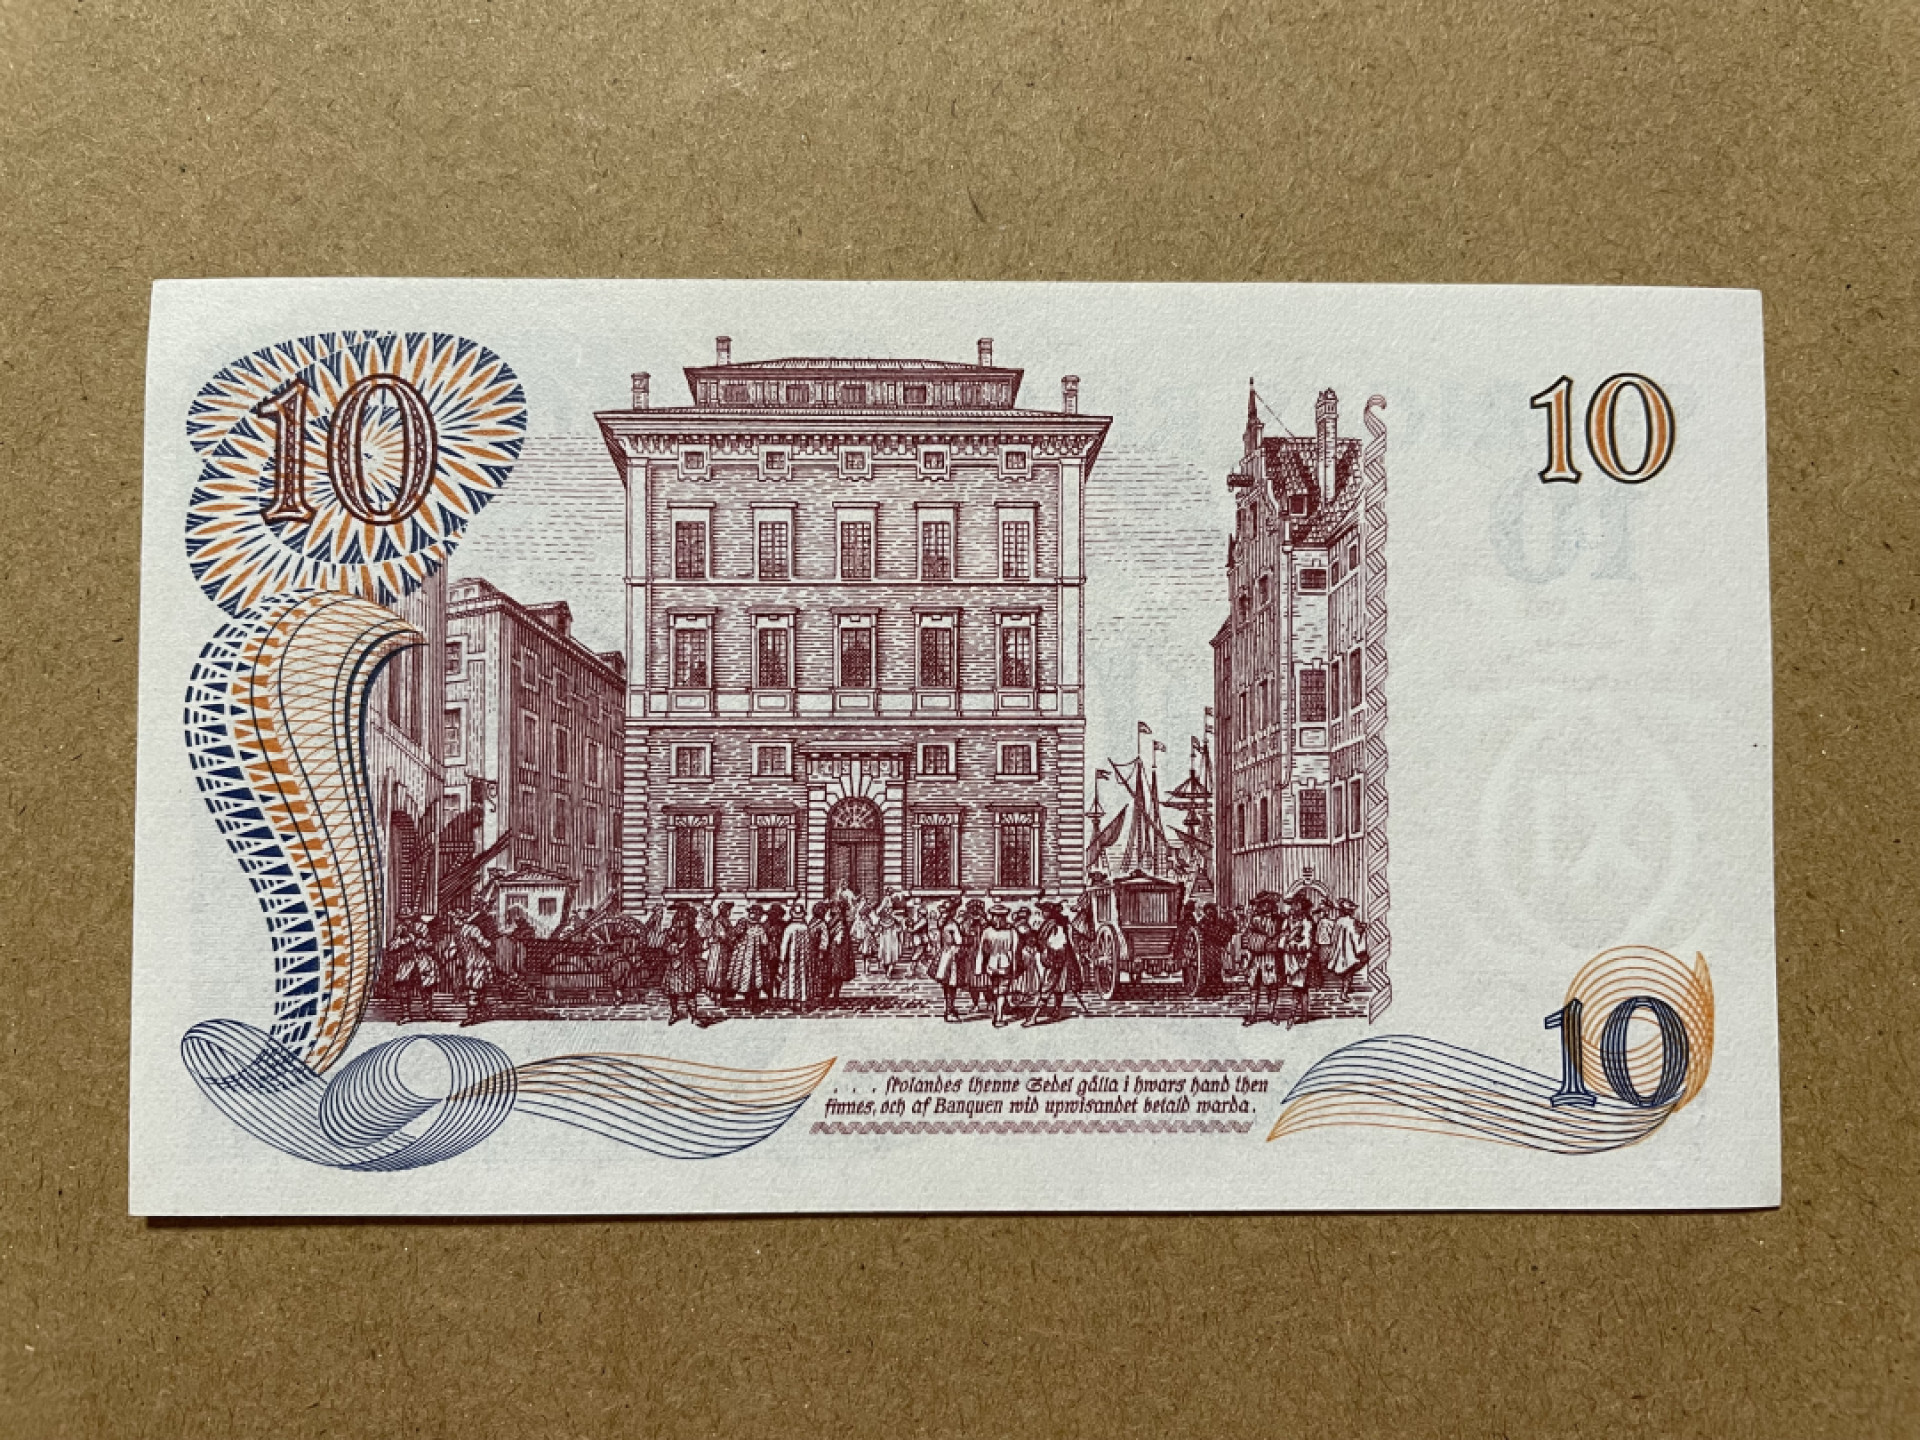 10
10
. . . skolandes thenne Sedel gälla i hwars hand then
finnes, och af Banquen wid upwisandet betald warda.
10